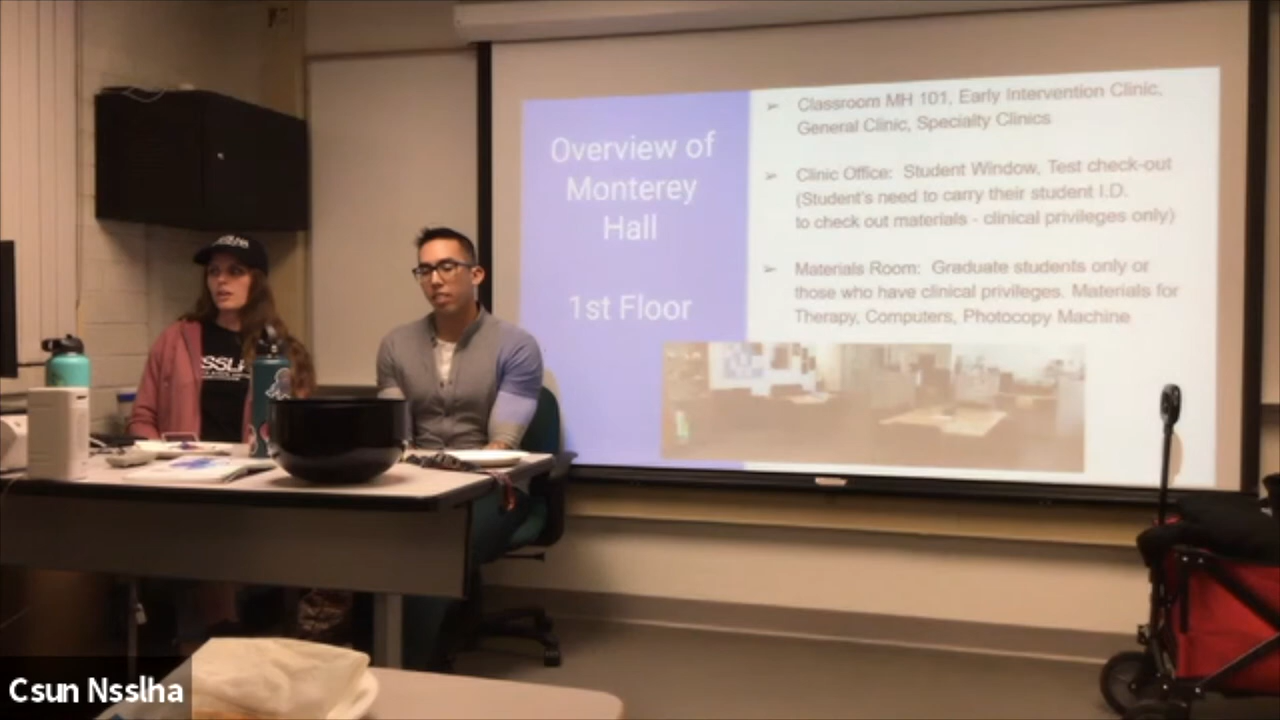 Overview of
Monterey
Hall
1st Floor
➢ Classroom MH 101, Early Intervention Clinic,
General Clinic, Specialty Clinics
➢ Clinic Office: Student Window, Test check-out
(Student's need to carry their student I.D.
to check out materials - clinical privileges only)
➢ Materials Room: Graduate students only or
those who have clinical privileges. Materials for
Therapy, Computers, Photocopy Machine
Csun Nsslha